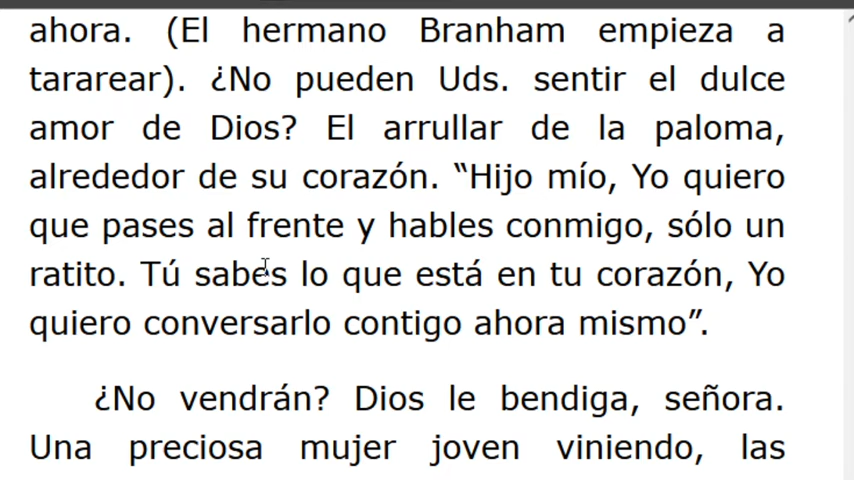 ahora. (El hermano Branham empieza a
tararear). ¿No pueden Uds. sentir el dulce
amor de Dios? El arrullar de la paloma,
alrededor de su corazón. “Hijo mío, Yo quiero
que pases al frente y hables conmigo, sólo un
ratito. Tú sabes lo que está en tu corazón, Yo
quiero conversarlo contigo ahora mismo”.
¿No vendrán? Dios le bendiga, señora.
Una preciosa mujer joven viniendo, las